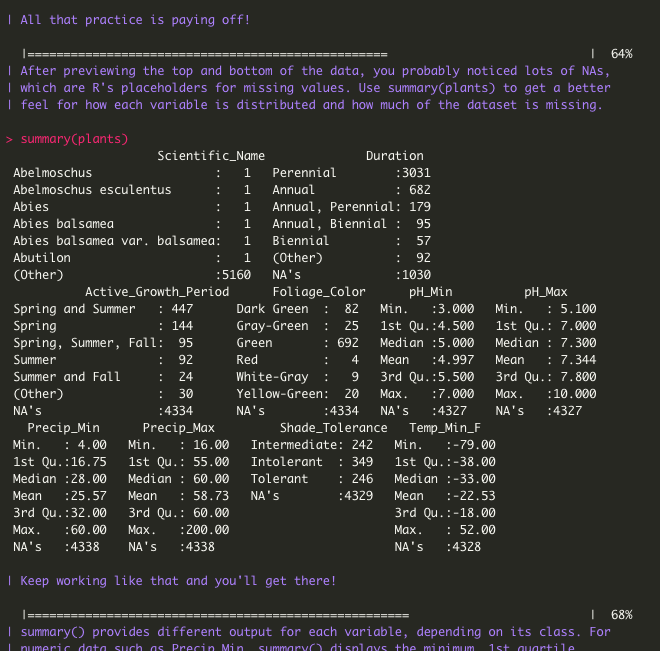 | All that practice is paying off!
|================================================== | 64%
| After previewing the top and bottom of the data, you probably noticed lots of NAs,
| which are R's placeholders for missing values. Use summary(plants) to get a better
| feel for how each variable is distributed and how much of the dataset is missing.
> summary(plants)
Scientific_Name Duration
Abelmoschus : 1 Perennial :3031
Abelmoschus esculentus : 1 Annual : 682
Abies : 1 Annual, Perennial: 179
Abies balsamea : 1 Annual, Biennial : 95
Abies balsamea var. balsamea: 1 Biennial : 57
Abutilon : 1 (Other) : 92
(Other) :5160 NA's :1030
Active_Growth_Period Foliage_Color pH_Min pH_Max
Spring and Summer : 447 Dark Green : 82 Min. :3.000 Min. : 5.100
Spring : 144 Gray-Green : 25 1st Qu.:4.500 1st Qu.: 7.000
Spring, Summer, Fall: 95 Green : 692 Median :5.000 Median : 7.300
Summer : 92 Red : 4 Mean :4.997 Mean : 7.344
Summer and Fall : 24 White-Gray : 9 3rd Qu.:5.500 3rd Qu.: 7.800
(Other) : 30 Yellow-Green: 20 Max. :7.000 Max. :10.000
NA's :4334 NA's :4334 NA's :4327 NA's :4327
Precip_Min Precip_Max Shade_Tolerance Temp_Min_F
Min. : 4.00 Min. : 16.00 Intermediate: 242 Min. :-79.00
1st Qu.:16.75 1st Qu.: 55.00 Intolerant : 349 1st Qu.:-38.00
Median :28.00 Median : 60.00 Tolerant : 246 Median :-33.00
Mean :25.57 Mean : 58.73 NA's :4329 Mean :-22.53
3rd Qu.:32.00 3rd Qu.: 60.00 3rd Qu.:-18.00
Max. :60.00 Max. :200.00 Max. : 52.00
NA's :4338 NA's :4338 NA's :4328
| Keep working like that and you'll get there!
|===================================================== | 68%
| summary() provides different output for each variable, depending on its class. For
| numeric data such as Precip_Min, summary() displays the minimum, 1st quartile,